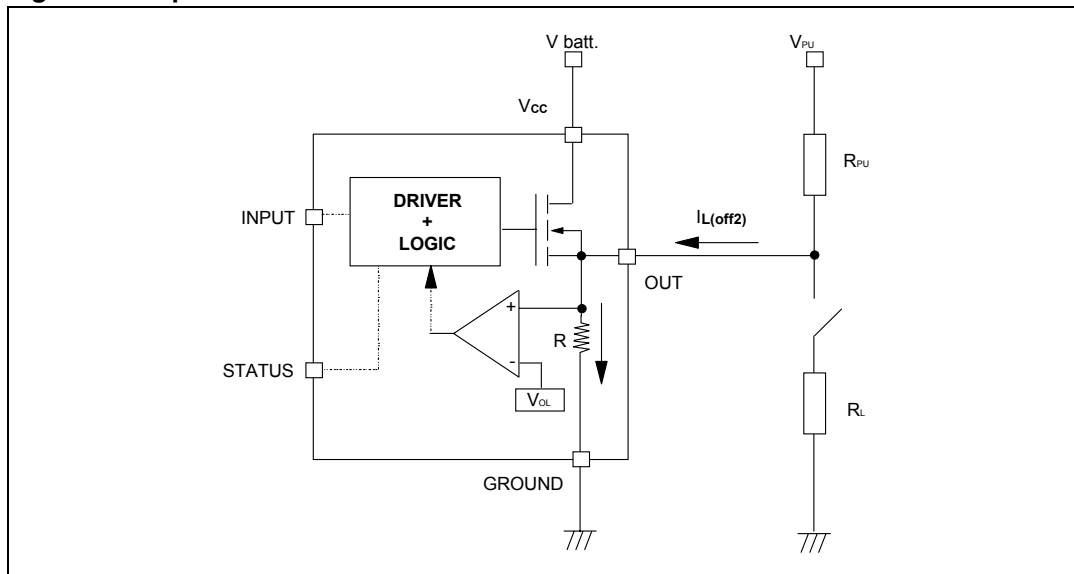 V batt.
VPU
Vcc
RPU
DRIVER
+
LOGIC
INPUT
IL(off2)
OUT
+
R
-
STATUS
VOL
RL
GROUND